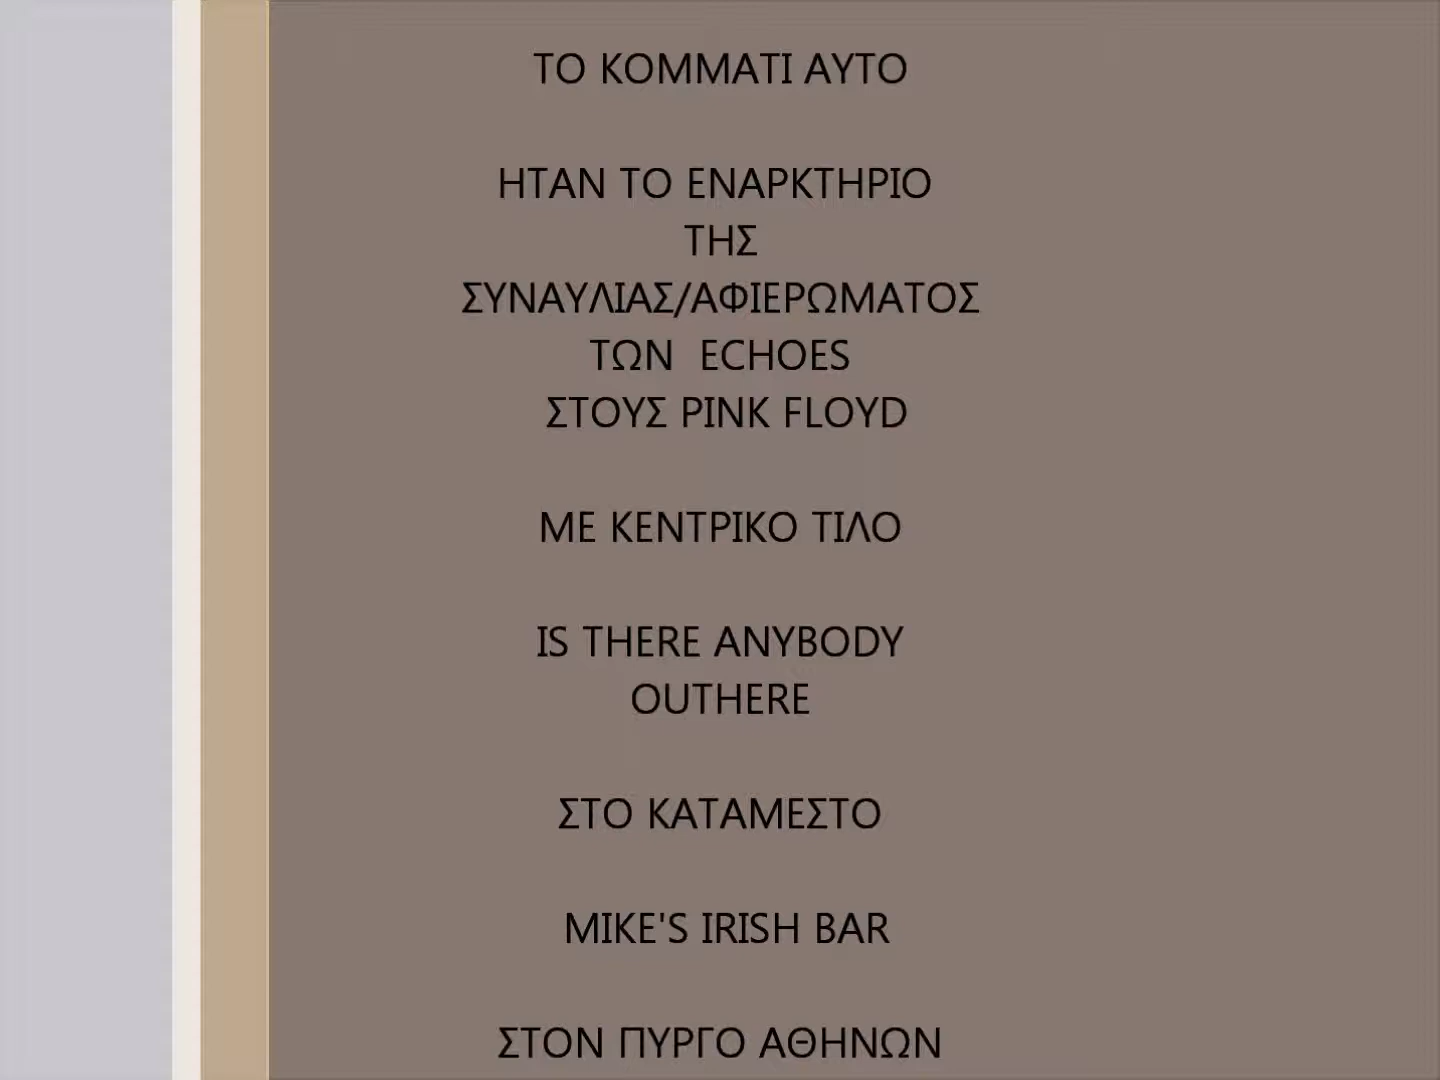 ΤΟ ΚΟΜΜΑΤΙ ΑΥΤΟ
ΗΤΑΝ ΤΟ ΕΝΑΡΚΤΗΡΙΟ
ΤΗΣ
ΣΥΝΑΥΛΙΑΣ/ΑΦΙΕΡΩΜΑΤΟΣ
ΤΩΝ  ECHOES
ΣΤΟΥΣ PINK FLOYD
ΜΕ ΚΕΝΤΡΙΚΟ ΤΙΛΟ
IS THERE ANYBODY
OUTHERE
ΣΤΟ ΚΑΤΑΜΕΣΤΟ
MIKE'S IRISH BAR
ΣΤΟΝ ΠΥΡΓΟ ΑΘΗΝΩΝ